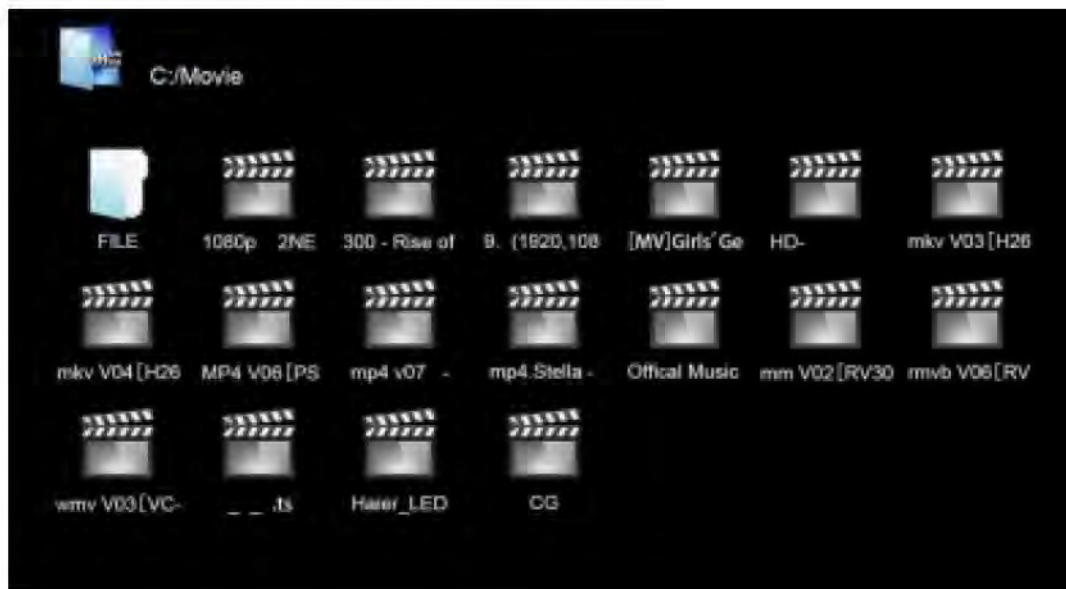 C:/Movie
FILE 1080p 2NE 300 - Rise of 9. (1920,108 [MV]Girls' Ge HD- mkv V03 [H26
mkv V04 [H26 MP4 V06 [PS mp4 v07 - mp4 Stella - Offical Music mm V02 [RV30 rmvb V06 [RV
wmv V03 [VC- _ _ .ts Haier_LED CG